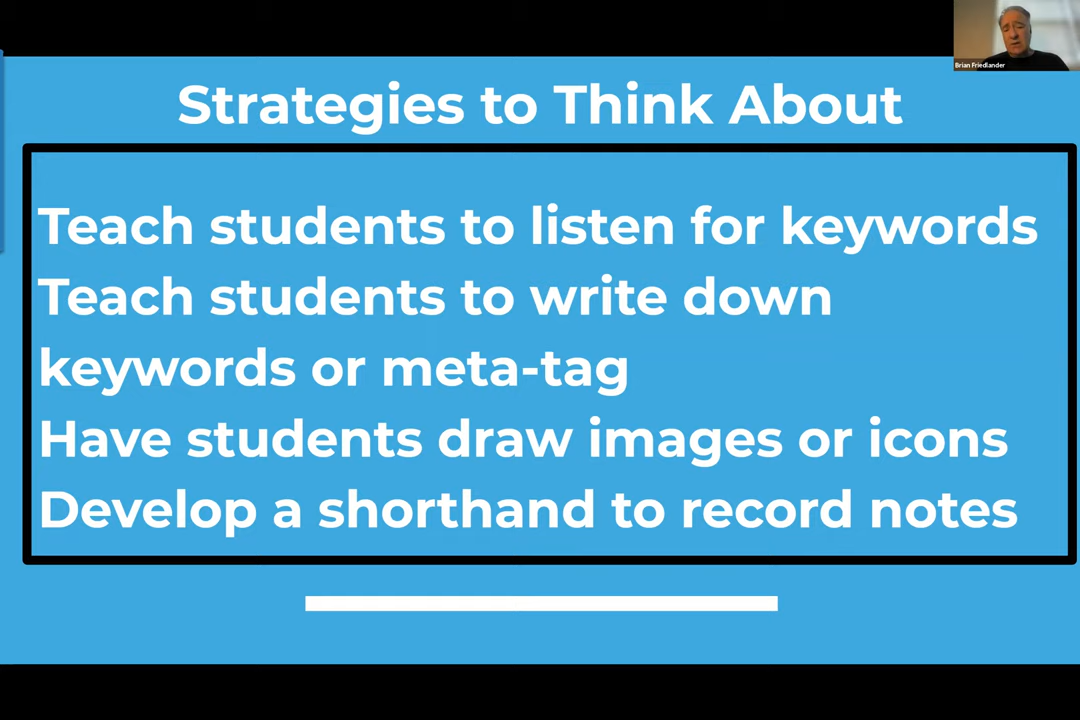 Brian Friedlander
Strategies to Think About
Teach students to listen for keywords
Teach students to write down
keywords or meta-tag
Have students draw images or icons
Develop a shorthand to record notes